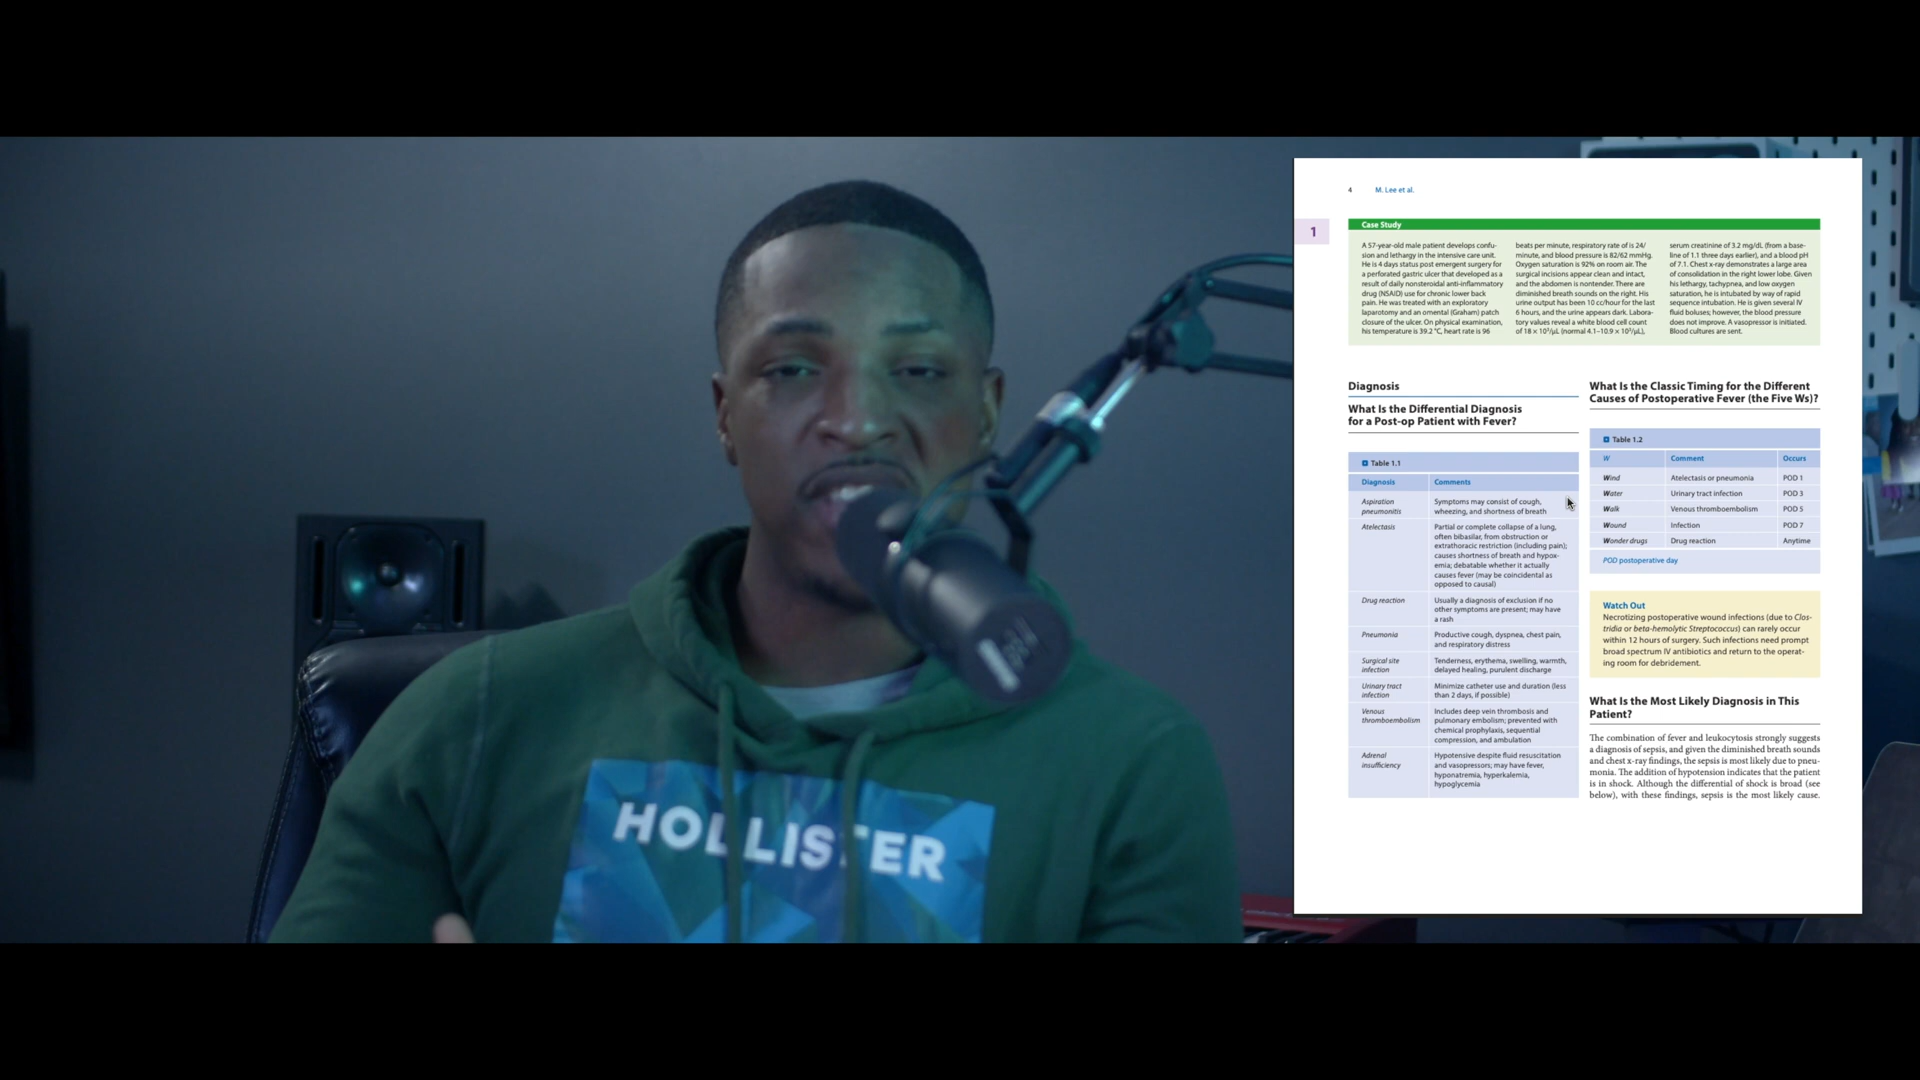 HOLLISTER
4 M. Lee et al.
1
Case Study
A 57-year-old male patient develops confu-
sion and lethargy in the intensive care unit.
He is 4 days status post emergent surgery for
a perforated gastric ulcer that developed as a
result of daily nonsteroidal anti-inflammatory
drug (NSAID) use for chronic lower back
pain. He was treated with an exploratory
laparotomy and an omental (Graham) patch
closure of the ulcer. On physical examination,
his temperature is 39.2 °C, heart rate is 96
beats per minute, respiratory rate of is 24/
minute, and blood pressure is 82/62 mmHg.
Oxygen saturation is 92% on room air. The
surgical incisions appear clean and intact,
and the abdomen is nontender. There are
diminished breath sounds on the right. His
urine output has been 10 cc/hour for the last
6 hours, and the urine appears dark. Labora-
tory values reveal a white blood cell count
of 18 × 10³/μL (normal 4.1–10.9 × 10³/μL),
serum creatinine of 3.2 mg/dL (from a base-
line of 1.1 three days earlier), and a blood pH
of 7.1. Chest x-ray demonstrates a large area
of consolidation in the right lower lobe. Given
his lethargy, tachypnea, and low oxygen
saturation, he is intubated by way of rapid
sequence intubation. He is given several IV
fluid boluses; however, the blood pressure
does not improve. A vasopressor is initiated.
Blood cultures are sent.
Diagnosis
What Is the Differential Diagnosis
for a Post-op Patient with Fever?
Table 1.1
Diagnosis Comments
Aspiration Symptoms may consist of cough,
pneumonitis wheezing, and shortness of breath
Atelectasis Partial or complete collapse of a lung,
often bibasilar, from obstruction or
extrathoracic restriction (including pain);
causes shortness of breath and hypox-
emia; debatable whether it actually
causes fever (may be coincidental as
opposed to causal)
Drug reaction Usually a diagnosis of exclusion if no
other symptoms are present; may have
a rash
Pneumonia Productive cough, dyspnea, chest pain,
and respiratory distress
Surgical site Tenderness, erythema, swelling, warmth,
infection delayed healing, purulent discharge
Urinary tract Minimize catheter use and duration (less
infection than 2 days, if possible)
Venous Includes deep vein thrombosis and
thromboembolism pulmonary embolism; prevented with
chemical prophylaxis, sequential
compression, and ambulation
Adrenal Hypotensive despite fluid resuscitation
insufficiency and vasopressors; may have fever,
hyponatremia, hyperkalemia,
hypoglycemia
What Is the Classic Timing for the Different
Causes of Postoperative Fever (the Five Ws)?
Table 1.2
W Comment Occurs
Wind Atelectasis or pneumonia POD 1
Water Urinary tract infection POD 3
Walk Venous thromboembolism POD 5
Wound Infection POD 7
Wonder drugs Drug reaction Anytime
POD postoperative day
Watch Out
Necrotizing postoperative wound infections (due to Clos-
tridia or beta-hemolytic Streptococcus) can rarely occur
within 12 hours of surgery. Such infections need prompt
broad spectrum IV antibiotics and return to the operat-
ing room for debridement.
What Is the Most Likely Diagnosis in This
Patient?
The combination of fever and leukocytosis strongly suggests
a diagnosis of sepsis, and given the diminished breath sounds
and chest x-ray findings, the sepsis is most likely due to pneu-
monia. The addition of hypotension indicates that the patient
is in shock. Although the differential of shock is broad (see
below), with these findings, sepsis is the most likely cause.